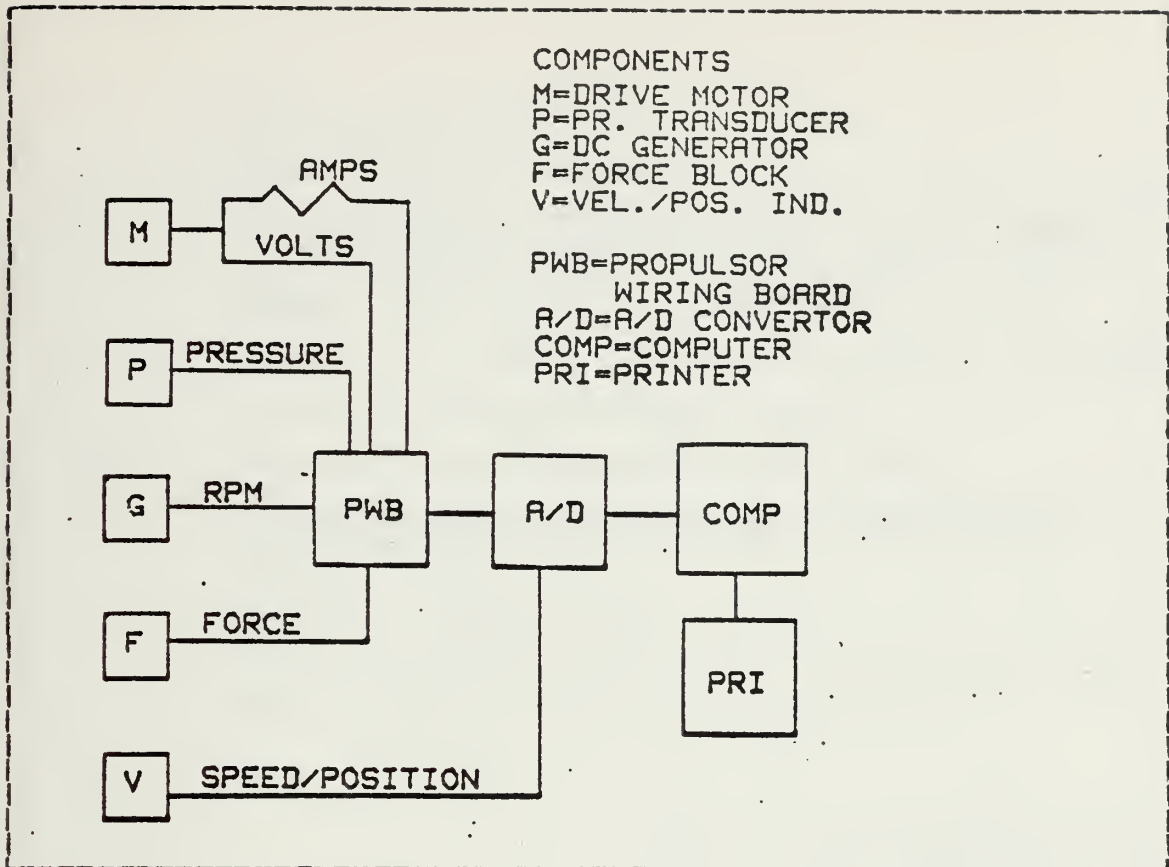 COMPONENTS
M=DRIVE MOTOR
P=PR. TRANSDUCER
G=DC GENERATOR
F=FORCE BLOCK
V=VEL./POS. IND.
PWB=PROPULSOR
WIRING BOARD
A/D=A/D CONVERTOR
COMP=COMPUTER
PRI=PRINTER
AMPS
M
VOLTS
P
PRESSURE
G
RPM
PWB
A/D
COMP
F
FORCE
PRI
V
SPEED/POSITION